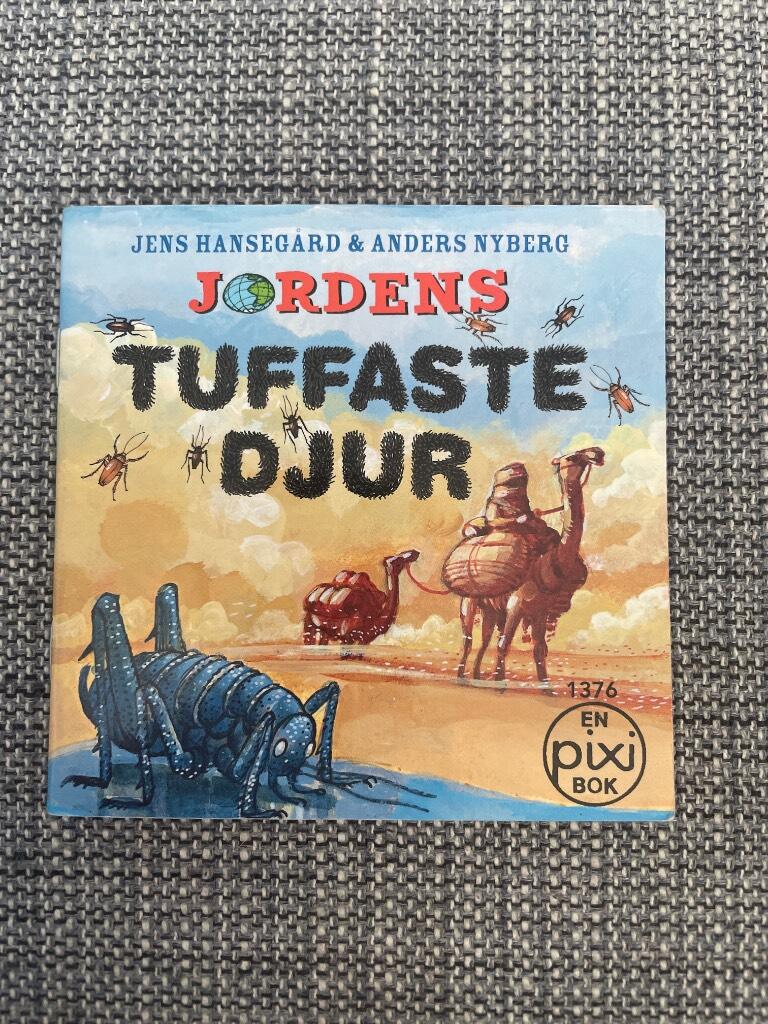 JENS HANSEGÅRD & ANDERS NYBERG
JORDENS
TUFFASTE
DJUR
1376
EN
pixi
BOK